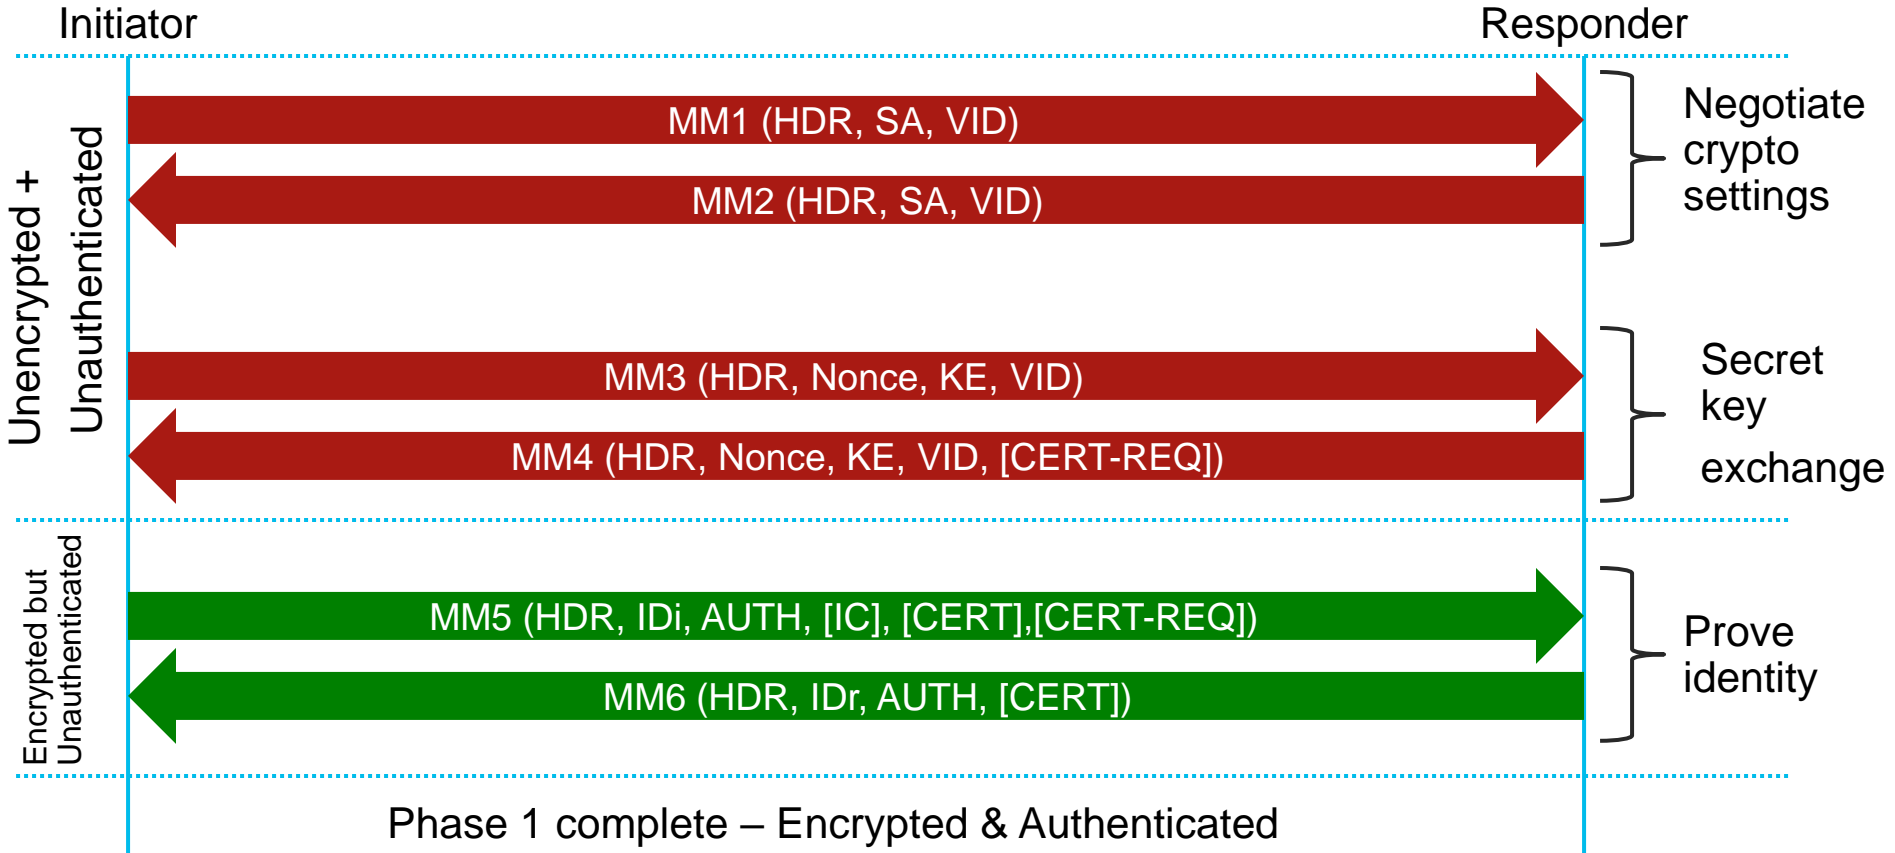 Initiator
Responder
Unencrypted +
Unauthenticated
MM1 (HDR, SA, VID)
MM2 (HDR, SA, VID)
Negotiate
crypto
settings
MM3 (HDR, Nonce, KE, VID)
MM4 (HDR, Nonce, KE, VID, [CERT-REQ])
Secret
key
exchange
Encrypted but
Unauthenticated
MM5 (HDR, IDi, AUTH, [IC], [CERT],[CERT-REQ])
MM6 (HDR, IDr, AUTH, [CERT])
Prove
identity
Phase 1 complete – Encrypted & Authenticated